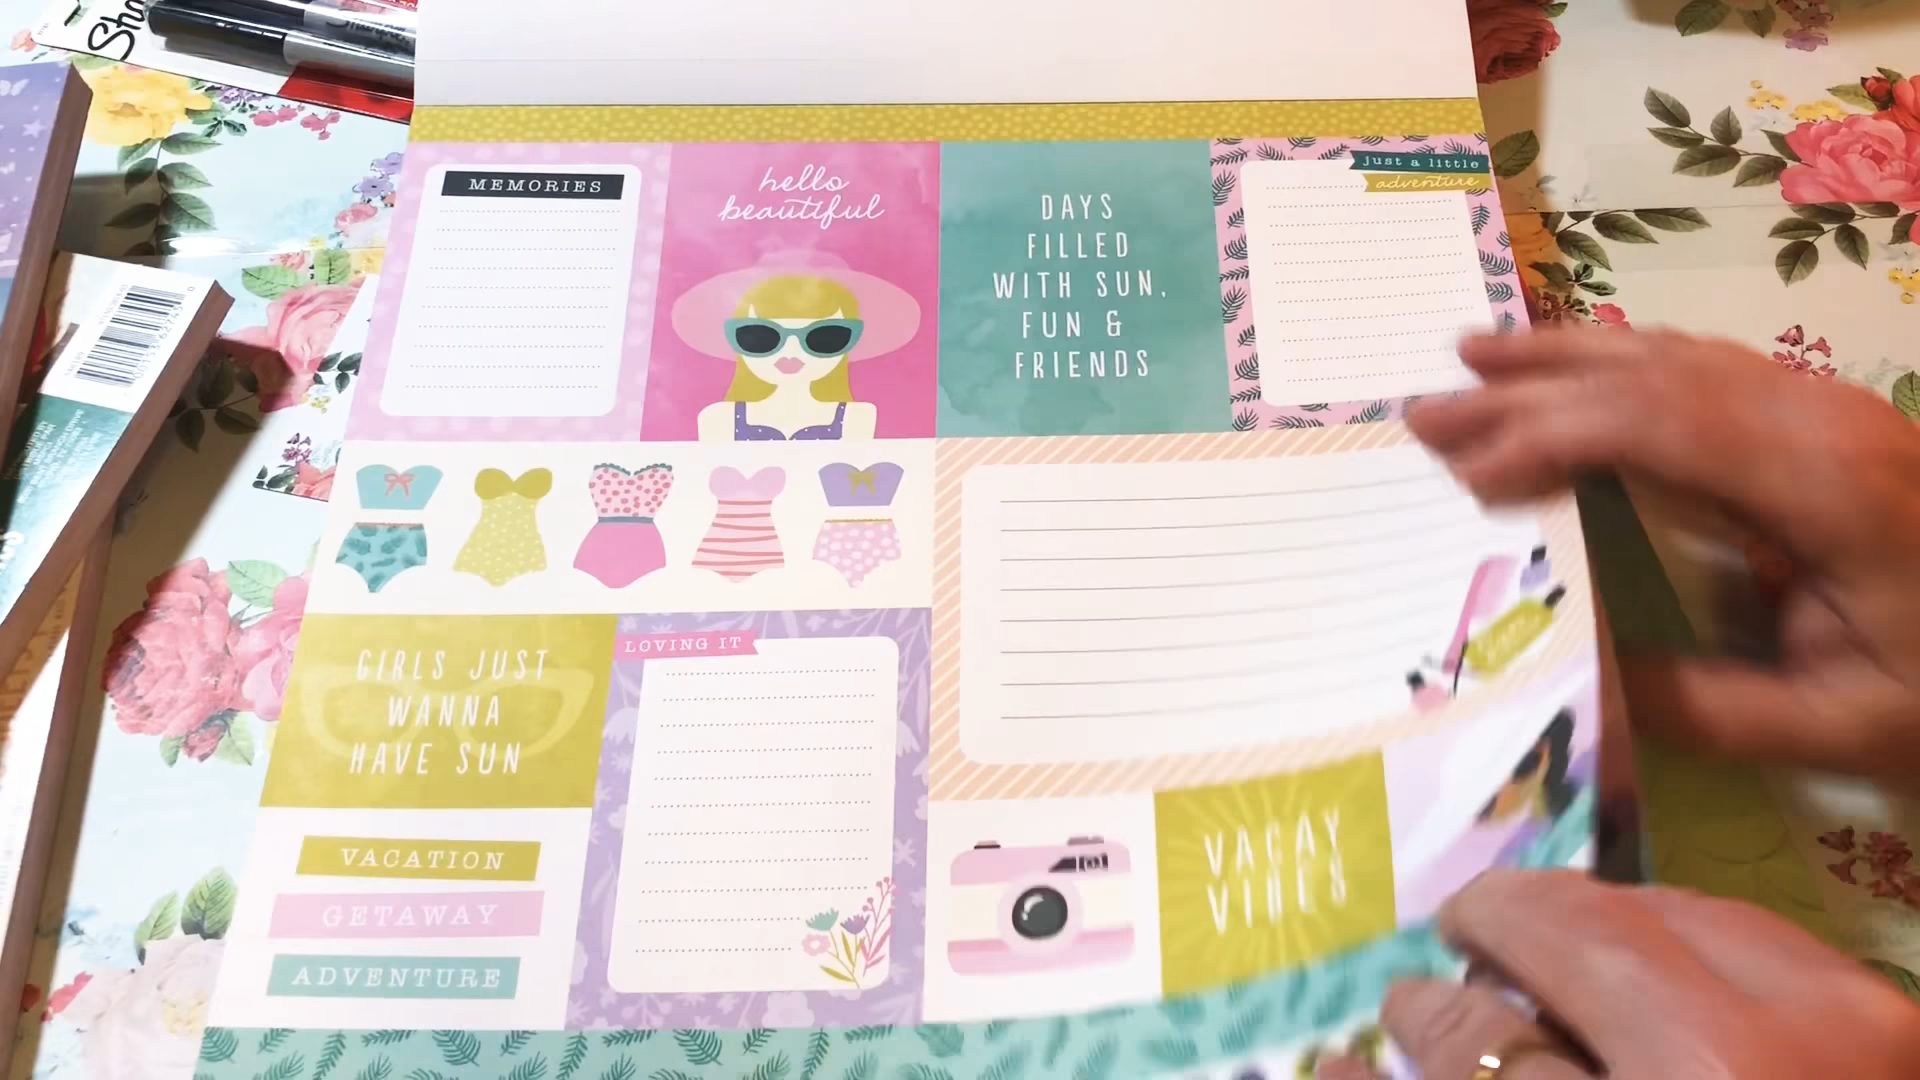 Sha
MEMORIES
hello
beautiful
DAYS
FILLED
WITH SUN,
FUN &
FRIENDS
just a little
adventure
GIRLS JUST
WANNA
HAVE SUN
LOVING IT
VACATION
GETAWAY
ADVENTURE
VACAY
VIBES